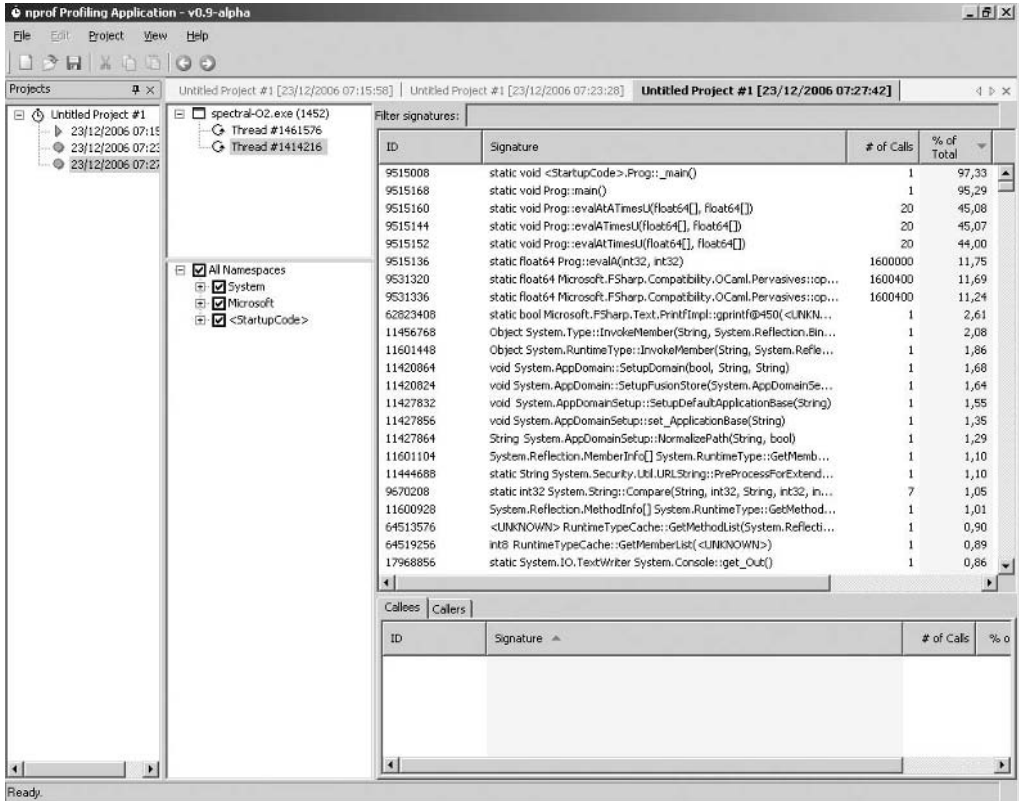 nprof Profiling Application - v0.9-alpha
File Edit Project View Help
Projects
Untitled Project #1
23/12/2006 07:15
23/12/2006 07:23
23/12/2006 07:27
Untitled Project #1 [23/12/2006 07:15:58] Untitled Project #1 [23/12/2006 07:23:28] Untitled Project #1 [23/12/2006 07:27:42]
spectral-O2.exe (1452)
Thread #1461576
Thread #1414216
All Namespaces
System
Microsoft
<StartupCode>
Filter signatures:
ID Signature # of Calls % of Total
9515008 static void <StartupCode>.Prog::_main() 1 97,33
9515168 static void Prog::main() 1 95,29
9515160 static void Prog::evalAtATimesU(float64[], float64[]) 20 45,08
9515144 static void Prog::evalATimesU(float64[], float64[]) 20 45,07
9515152 static void Prog::evalAtTimesU(float64[], float64[]) 20 44,00
9515136 static float64 Prog::evalA(int32, int32) 1600000 11,75
9531320 static float64 Microsoft.FSharp.Compatibility.OCaml.Pervasives::op... 1600400 11,69
9531336 static float64 Microsoft.FSharp.Compatibility.OCaml.Pervasives::op... 1600400 11,24
62823408 static bool Microsoft.FSharp.Text.PrintfImpl::gprintf@450(<UNKN... 1 2,61
11456768 Object System.Type::InvokeMember(String, System.Reflection.Bin... 1 2,08
11601448 Object System.RuntimeType::InvokeMember(String, System.Refle... 1 1,86
11420864 void System.AppDomain::SetupDomain(bool, String, String) 1 1,68
11420824 void System.AppDomain::SetupFusionStore(System.AppDomainSe... 1 1,64
11427832 void System.AppDomainSetup::SetupDefaultApplicationBase(String) 1 1,55
11427856 void System.AppDomainSetup::set_ApplicationBase(String) 1 1,35
11427864 String System.AppDomainSetup::NormalizePath(String, bool) 1 1,29
11601104 System.Reflection.MemberInfo[] System.RuntimeType::GetMemb... 1 1,10
11444688 static String System.Security.Util.URLString::PreProcessForExtend... 1 1,10
9670208 static int32 System.String::Compare(String, int32, String, int32, in... 7 1,05
11600928 System.Reflection.MethodInfo[] System.RuntimeType::GetMethod... 1 1,01
64513576 <UNKNOWN> RuntimeTypeCache::GetMethodList(System.Reflecti... 1 0,90
64519256 int8 RuntimeTypeCache::GetMemberList(<UNKNOWN>) 1 0,89
17968856 static System.IO.TextWriter System.Console::get_Out() 1 0,86
Callees Callers
ID Signature # of Calls % o
Ready.